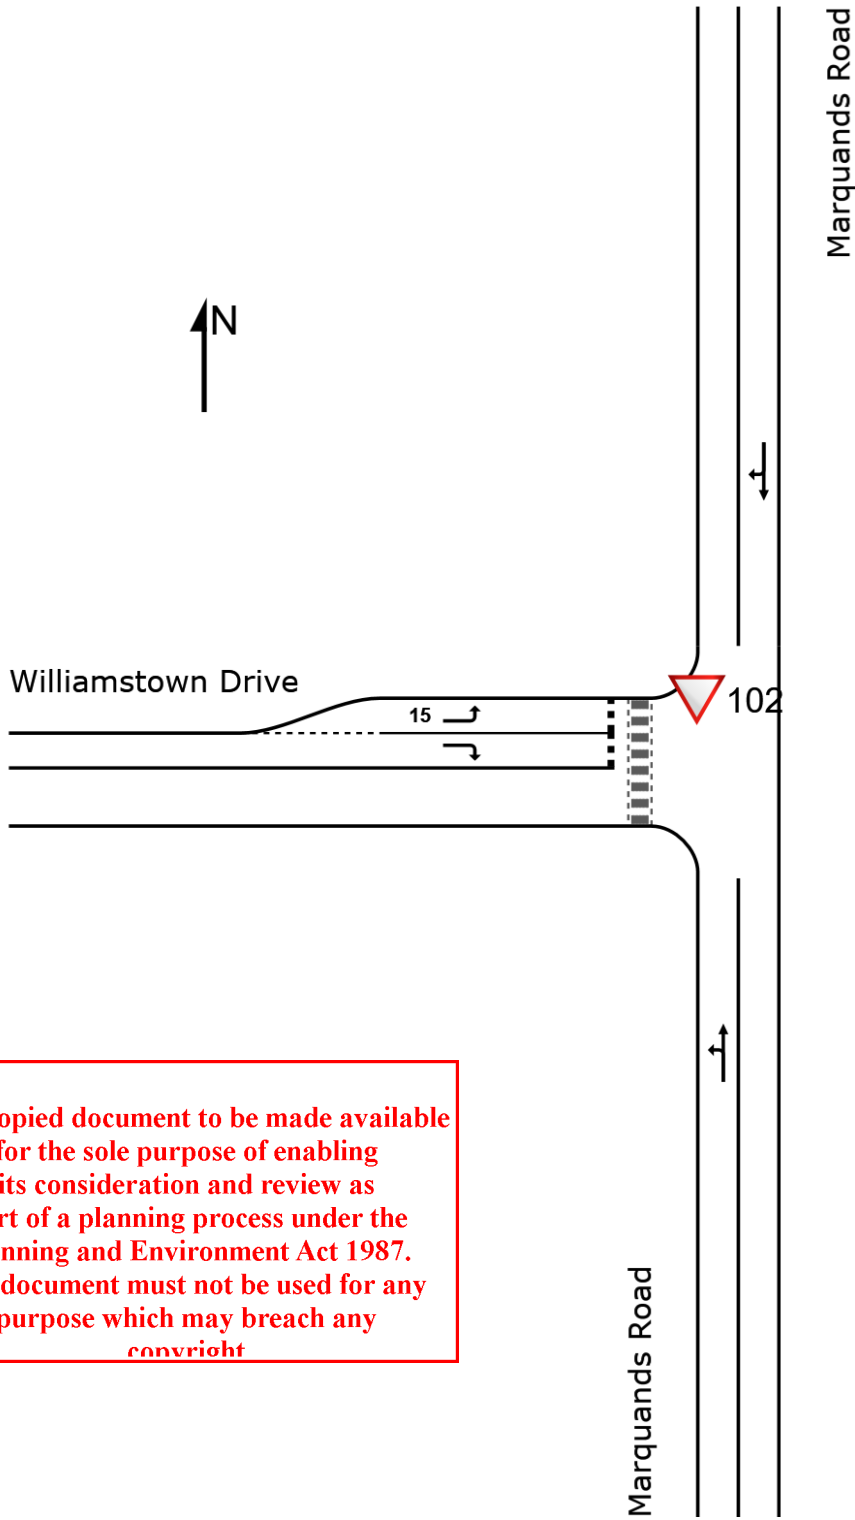 Marquands Road
N
Williamstown Drive
102
15
opied document to be made available
for the sole purpose of enabling
its consideration and review as
rt of a planning process under the
nning and Environment Act 1987.
document must not be used for any
purpose which may breach any
copyright
Marquands Road